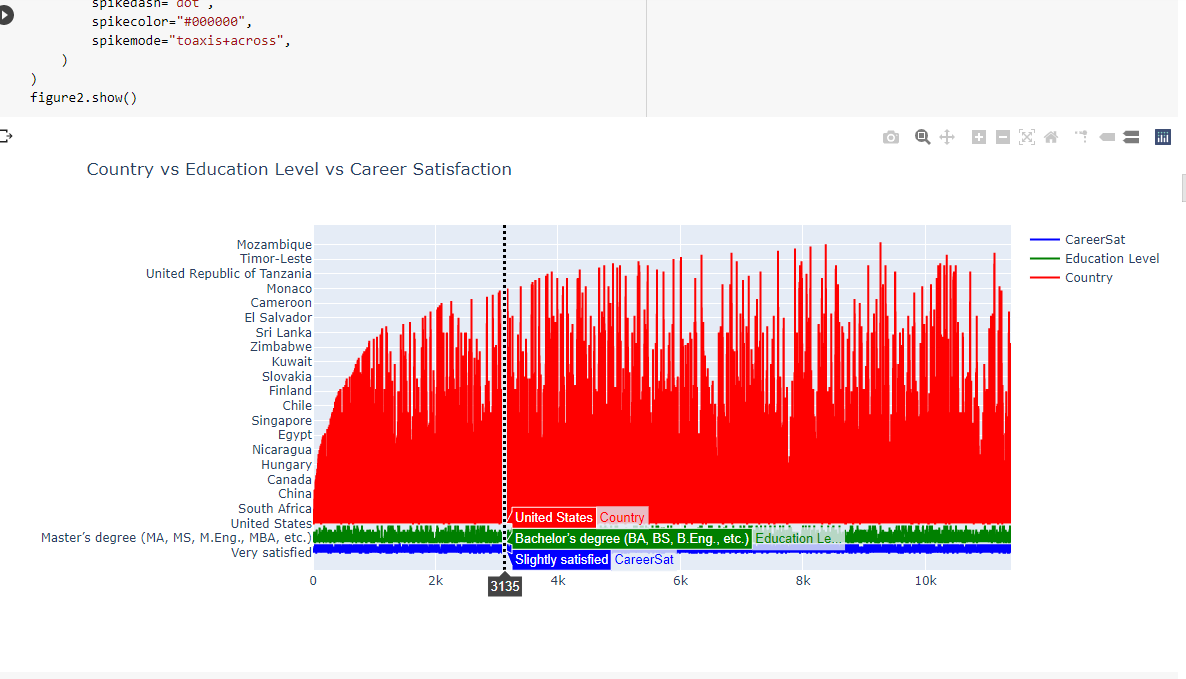 spikedash="dot",
spikecolor="#000000",
spikemode="toaxis+across",
)
)
figure2.show()
Country vs Education Level vs Career Satisfaction
Mozambique
Timor-Leste
United Republic of Tanzania
Monaco
Cameroon
El Salvador
Sri Lanka
Zimbabwe
Kuwait
Slovakia
Finland
Chile
Singapore
Egypt
Nicaragua
Hungary
Canada
China
South Africa
United States
Master's degree (MA, MS, M.Eng., MBA, etc.)
Very satisfied
CareerSat
Education Level
Country
United States Country
Bachelor's degree (BA, BS, B.Eng., etc.) Education Le...
Slightly satisfied CareerSat
0 2k 4k 6k 8k 10k
3135